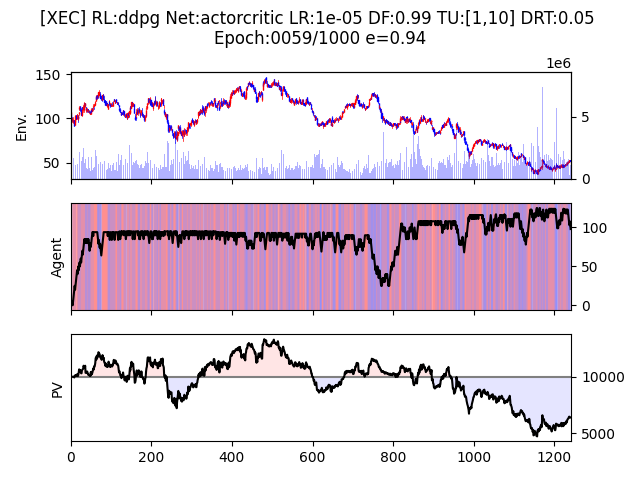 [XEC] RL:ddpg Net:actorcritic LR:1e-05 DF:0.99 TU:[1,10] DRT:0.05
Epoch:0059/1000 e=0.94
1e6
150
100
50
Env.
5
0
Agent
100
50
0
PV
10000
5000
0
200
400
600
800
1000
1200